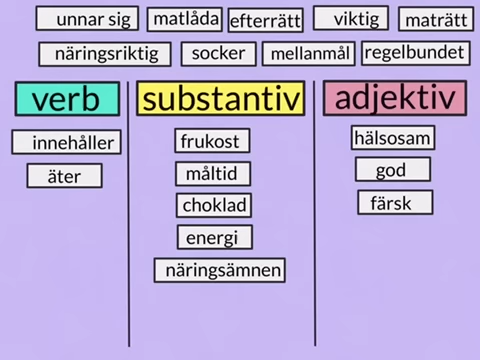 unnar sig matlåda efterrätt viktig maträtt
näringsriktig socker mellanmål regelbundet
verb substantiv adjektiv
innehåller frukost hälsosam
äter måltid god
choklad färsk
energi
näringsämnen